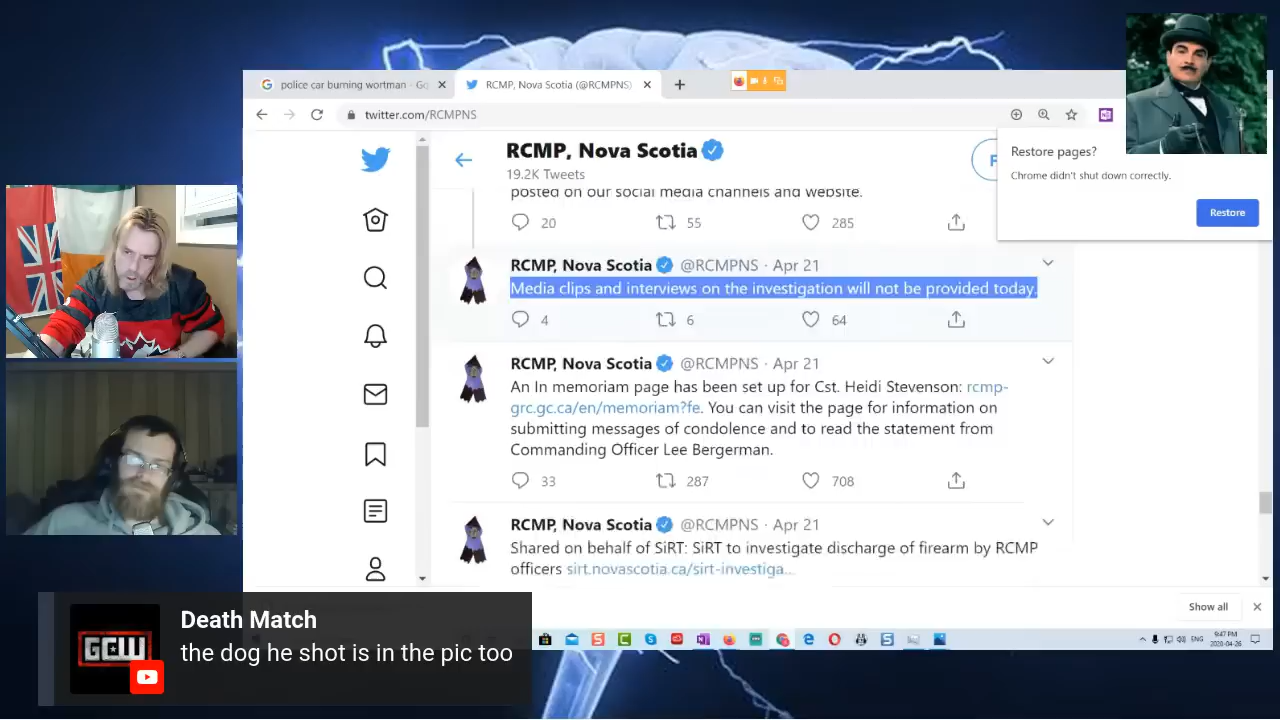 police car burning wortman - Go
RCMP, Nova Scotia (@RCMPNS)
twitter.com/RCMPNS
RCMP, Nova Scotia
19.2K Tweets
F
Restore pages?
Chrome didn't shut down correctly.
Restore
posted on our social media channels and website.
20 55 285
RCMP, Nova Scotia @RCMPNS · Apr 21
Media clips and interviews on the investigation will not be provided today.
4 6 64
RCMP, Nova Scotia @RCMPNS · Apr 21
An In memoriam page has been set up for Cst. Heidi Stevenson: rcmp-
grc.gc.ca/en/memoriam?fe. You can visit the page for information on
submitting messages of condolence and to read the statement from
Commanding Officer Lee Bergerman.
33 287 708
RCMP, Nova Scotia @RCMPNS · Apr 21
Shared on behalf of SiRT: SiRT to investigate discharge of firearm by RCMP
officers sirt.novascotia.ca/sirt-investiga...
Show all
ENG
9:47 PM
2020-04-26
GCW
Death Match
the dog he shot is in the pic too